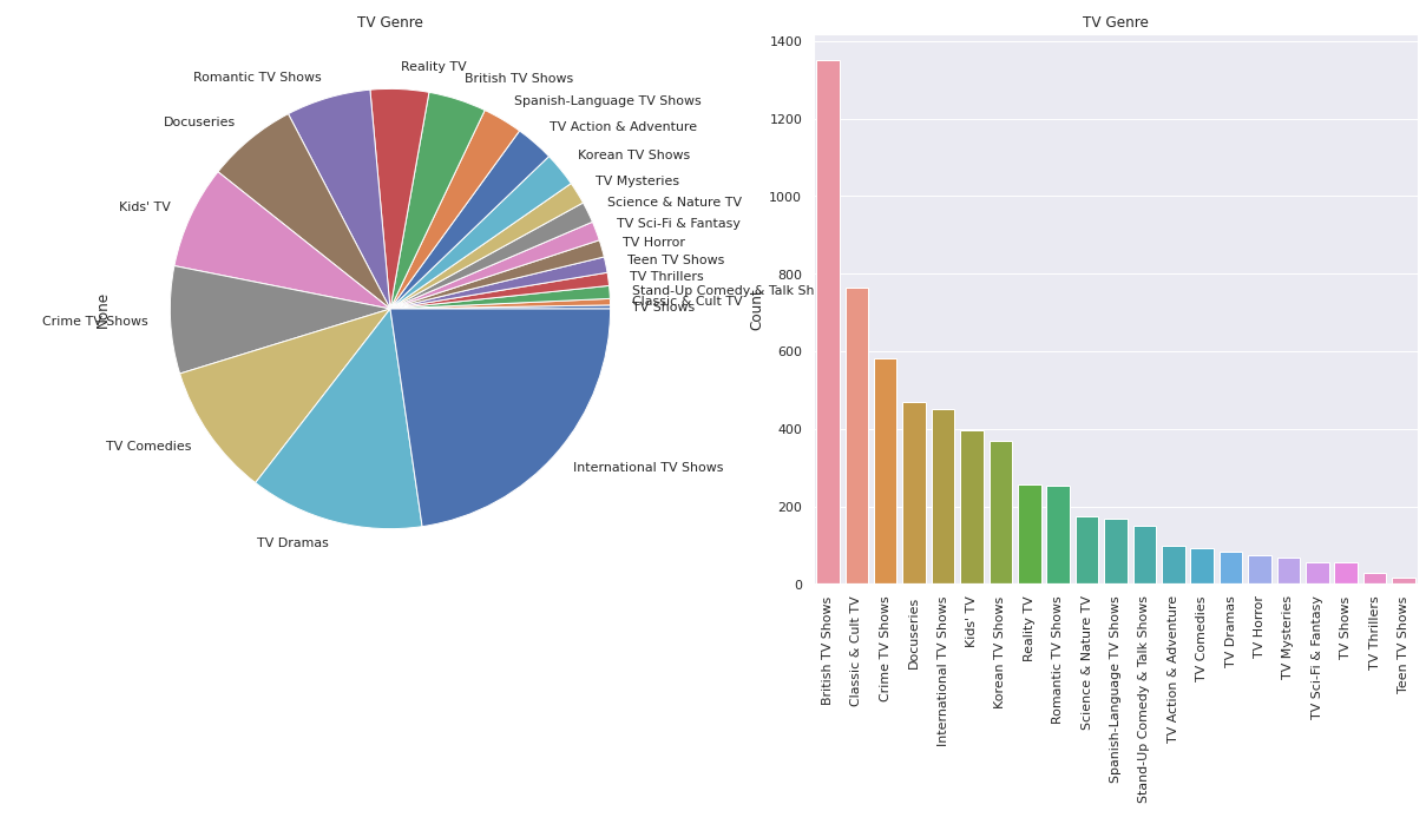 TV Genre
Reality TV
Romantic TV Shows
British TV Shows
Spanish-Language TV Shows
Docuseries
TV Action & Adventure
Korean TV Shows
TV Mysteries
Science & Nature TV
Kids' TV
TV Sci-Fi & Fantasy
TV Horror
Teen TV Shows
TV Thrillers
Stand-Up Comedy & Talk Sh
Classic & Cult TV
TV Shows
None
Crime TV Shows
TV Comedies
International TV Shows
TV Dramas
TV Genre
1400
1200
1000
800
600
400
200
0
Count
British TV Shows
Classic & Cult TV
Crime TV Shows
Docuseries
International TV Shows
Kids' TV
Korean TV Shows
Reality TV
Romantic TV Shows
Science & Nature TV
Spanish-Language TV Shows
Stand-Up Comedy & Talk Shows
TV Action & Adventure
TV Comedies
TV Dramas
TV Horror
TV Mysteries
TV Sci-Fi & Fantasy
TV Shows
TV Thrillers
Teen TV Shows